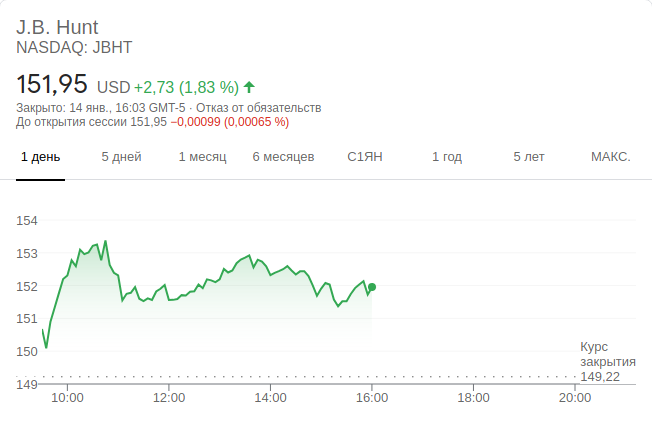 J.B. Hunt
NASDAQ: JBHT
151,95 USD +2,73 (1,83 %)
Закрыто: 14 янв., 16:03 GMT-5 · Отказ от обязательств
До открытия сессии 151,95 −0,00099 (0,00065 %)
1 день 5 дней 1 месяц 6 месяцев С1ЯН 1 год 5 лет МАКС.
154
153
152
151
150
149
Курс
закрытия
149,22
10:00 12:00 14:00 16:00 18:00 20:00